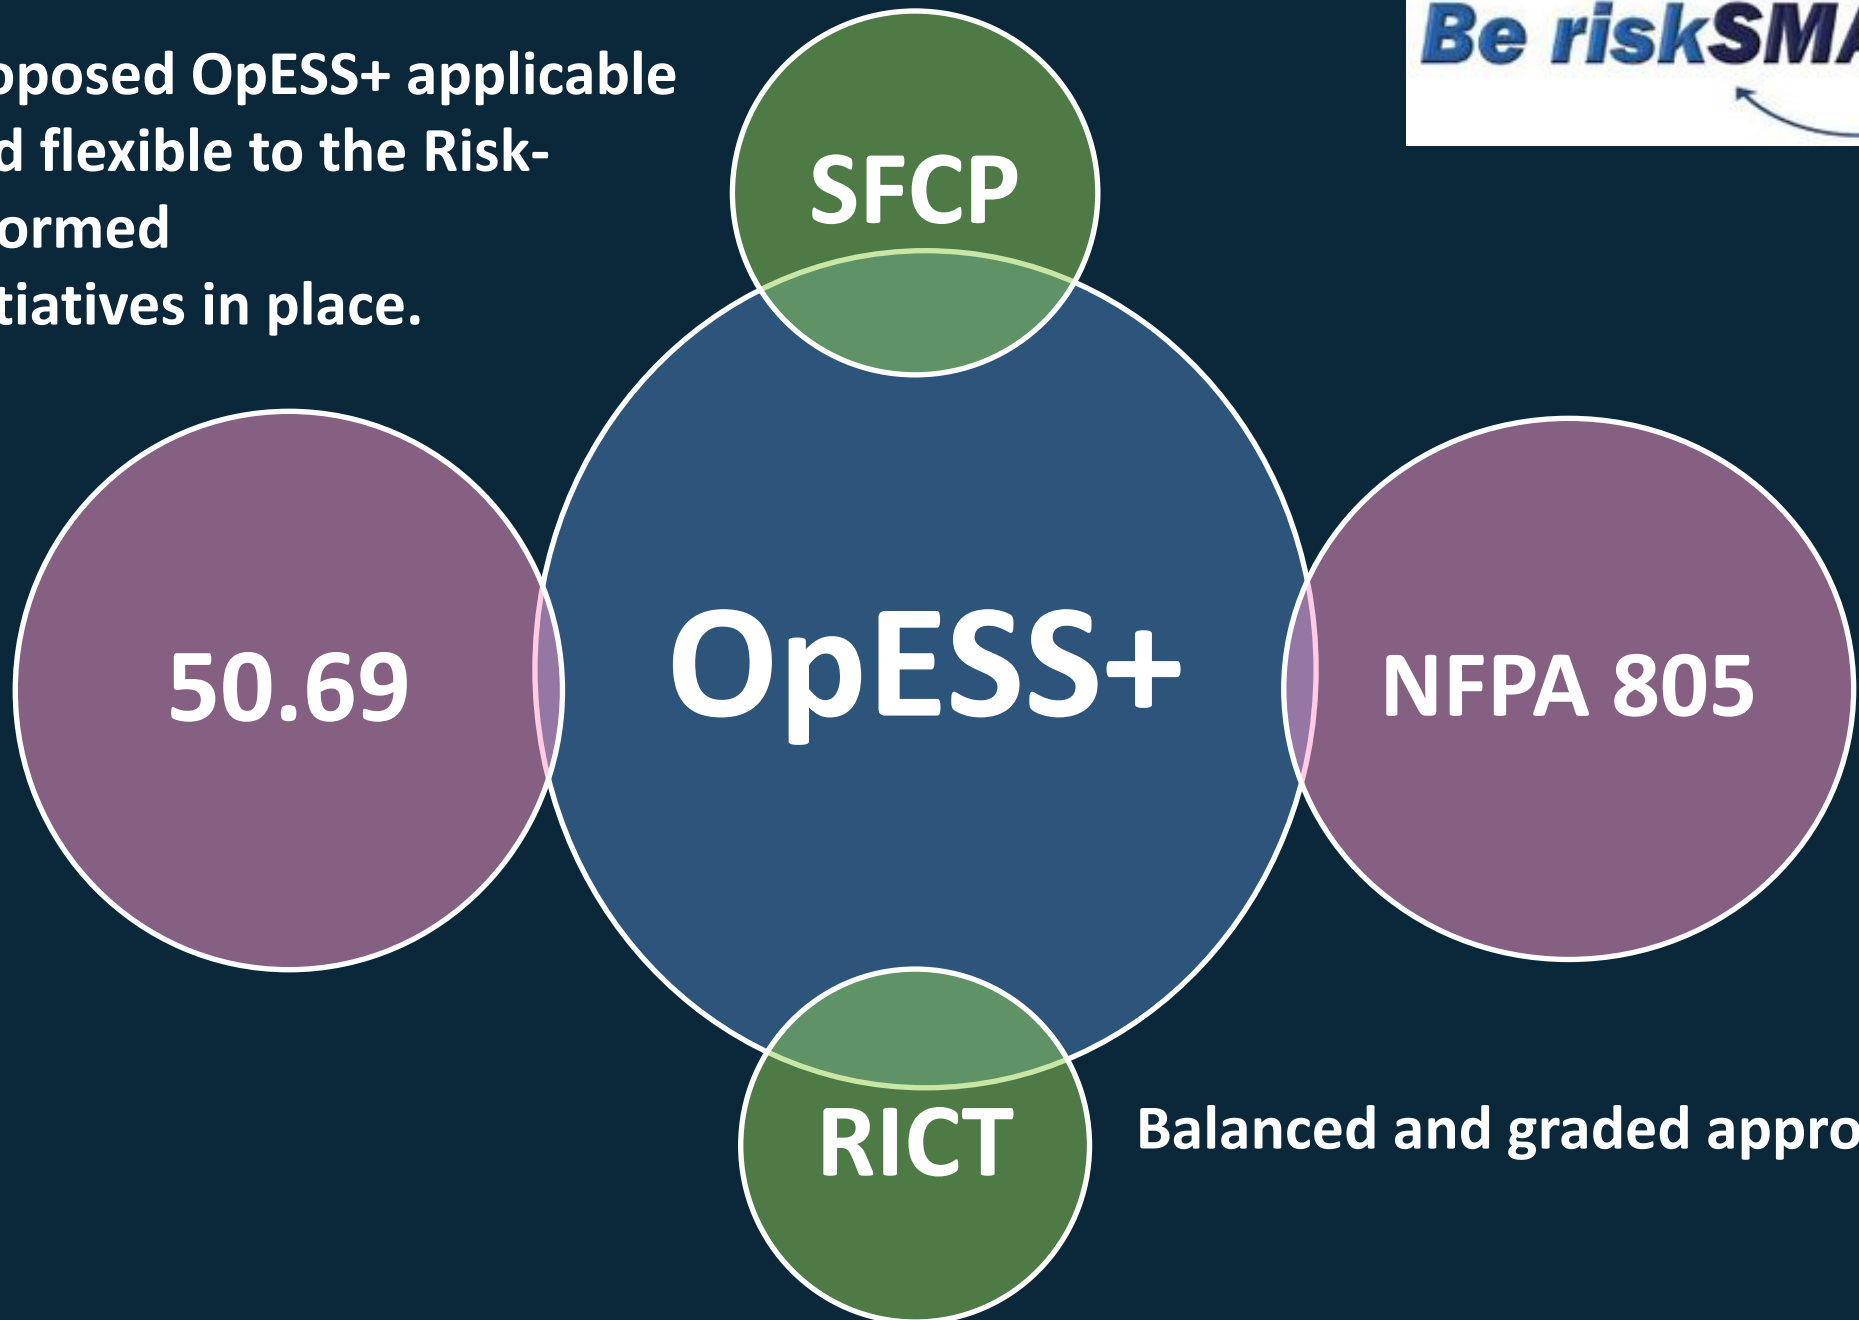 oposed OpESS+ applicable
d flexible to the Risk-
ormed
tiatives in place.
Be riskSMA
SFCP
50.69
OpESS+
NFPA 805
RICT
Balanced and graded appro